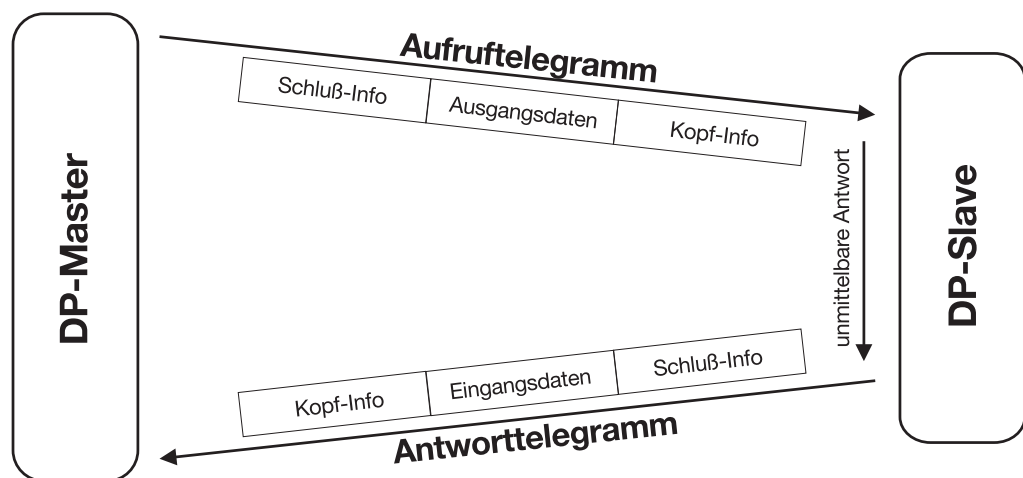 DP-Master
Aufruftelegramm
Schluß-Info
Ausgangsdaten
Kopf-Info
unmittelbare Antwort
DP-Slave
Kopf-Info
Eingangsdaten
Schluß-Info
Antworttelegramm